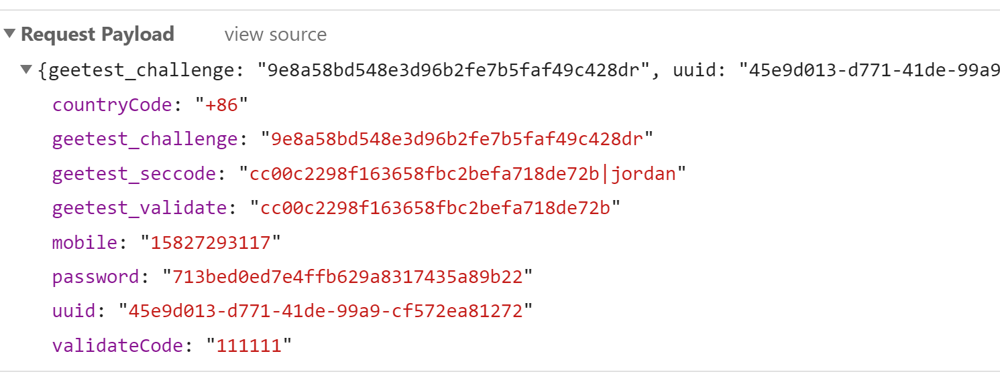 Request Payload view source
{geetest_challenge: "9e8a58bd548e3d96b2fe7b5faf49c428dr", uuid: "45e9d013-d771-41de-99a9
countryCode: "+86"
geetest_challenge: "9e8a58bd548e3d96b2fe7b5faf49c428dr"
geetest_seccode: "cc00c2298f163658fbc2befa718de72b|jordan"
geetest_validate: "cc00c2298f163658fbc2befa718de72b"
mobile: "15827293117"
password: "713bed0ed7e4ffb629a8317435a89b22"
uuid: "45e9d013-d771-41de-99a9-cf572ea81272"
validateCode: "111111"